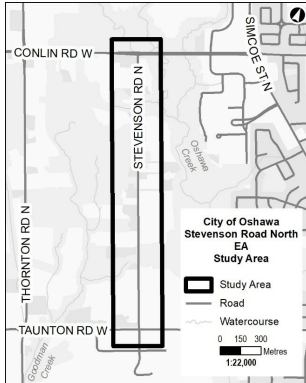 CONLIN RD W
STEVENSON RD N
SIMCOE ST N
Oshawa
Creek
THORNTON RD N
City of Oshawa
Stevenson Road North
EA
Study Area
Study Area
Road
Watercourse
0 150 300
Metres
1:22,000
TAUNTON RD W
Goodman
Creek